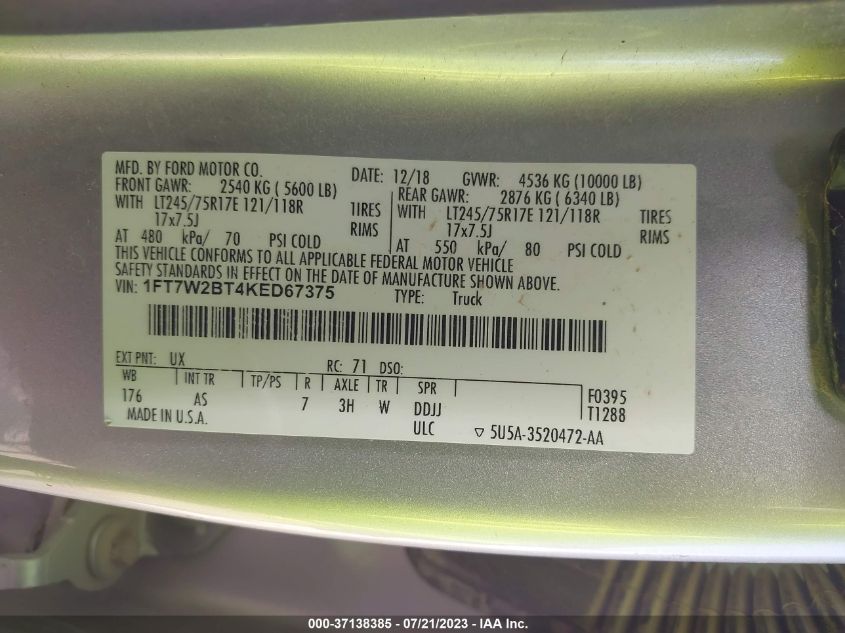 MFD. BY FORD MOTOR CO.
DATE: 12/18 GVWR: 4536 KG (10000 LB)
FRONT GAWR: 2540 KG ( 5600 LB) REAR GAWR: 2876 KG ( 6340 LB)
WITH LT245/75R17E 121/118R TIRES WITH LT245/75R17E 121/118R TIRES
17x7.5J RIMS 17x7.5J RIMS
AT 480 kPa/ 70 PSI COLD AT 550 kPa/ 80 PSI COLD
THIS VEHICLE CONFORMS TO ALL APPLICABLE FEDERAL MOTOR VEHICLE
SAFETY STANDARDS IN EFFECT ON THE DATE OF MANUFACTURE SHOWN ABOVE.
VIN: 1FT7W2BT4KED67375 TYPE: Truck
EXT PNT: UX RC: 71 DSO:
WB INT TR TP/PS R AXLE TR SPR F0395
176 AS 7 3H W DDJJ T1288
MADE IN U.S.A. ULC ▽ 5U5A-3520472-AA
000-37138385 - 07/21/2023 - IAA Inc.